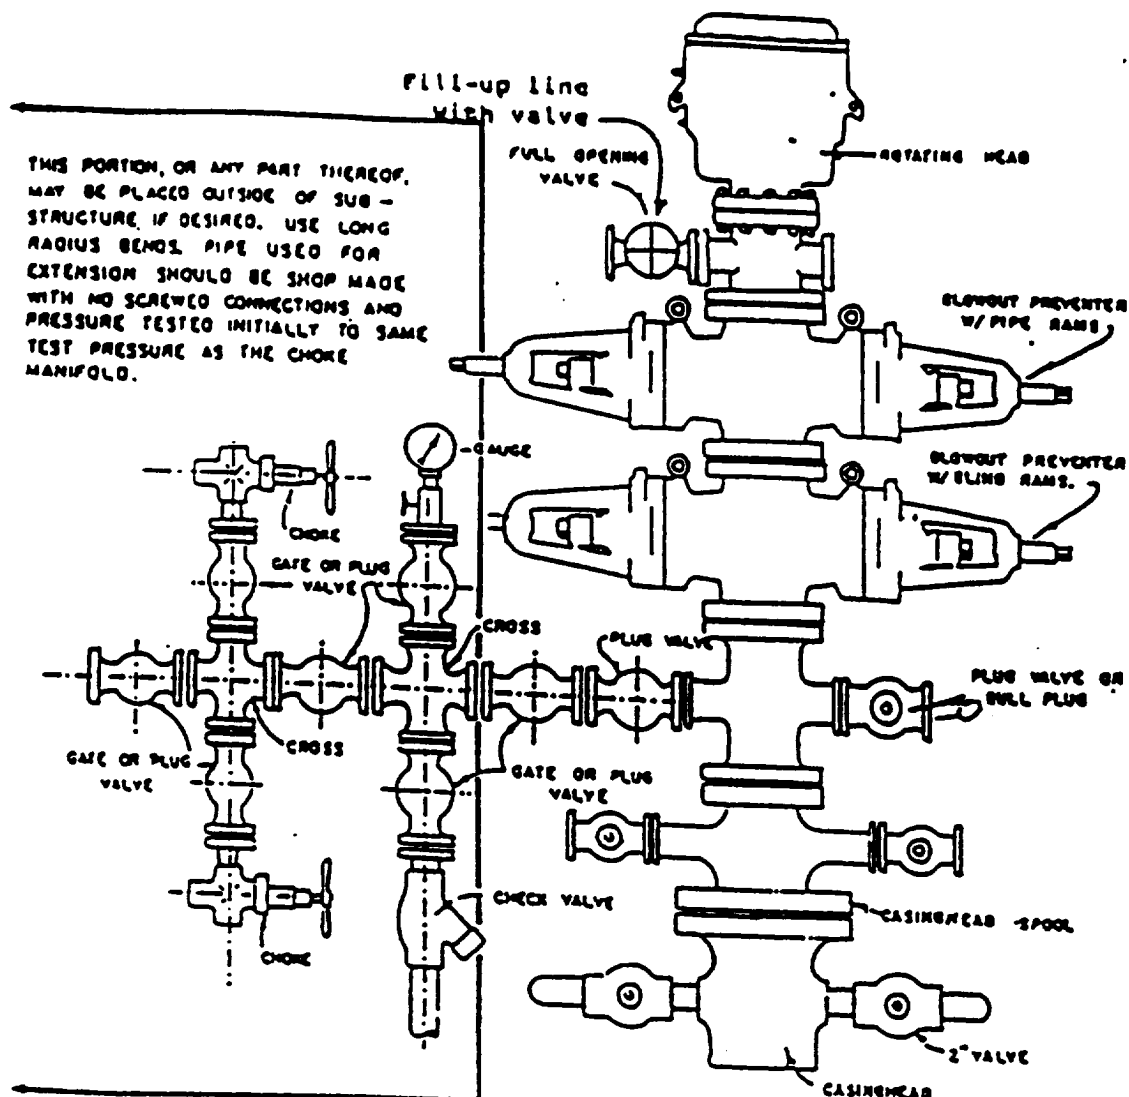 Fill-up line
with valve
FULL OPENING
VALVE
ROTATING HEAD
THIS PORTION, OR ANY PART THEREOF,
MAY BE PLACED OUTSIDE OF SUB-
STRUCTURE IF DESIRED. USE LONG
RADIUS BENDS. PIPE USED FOR
EXTENSION SHOULD BE SHOP MADE
WITH NO SCREWED CONNECTIONS AND
PRESSURE TESTED INITIALLY TO SAME
TEST PRESSURE AS THE CHOKE
MANIFOLD.
BLOWOUT PREVENTER
W/ PIPE RAMS.
GAUGE
BLOWOUT PREVENTER
W/ BLIND RAMS.
CHOKE
GATE OR PLUG
VALVE
CROSS
PLUG VALVE
PLUG VALVE OR
BULL PLUG
CROSS
GATE OR PLUG
VALVE
GATE OR PLUG
VALVE
CHECK VALVE
CASINGHEAD SPOOL
CHOKE
2" VALVE
CASINGHEAD